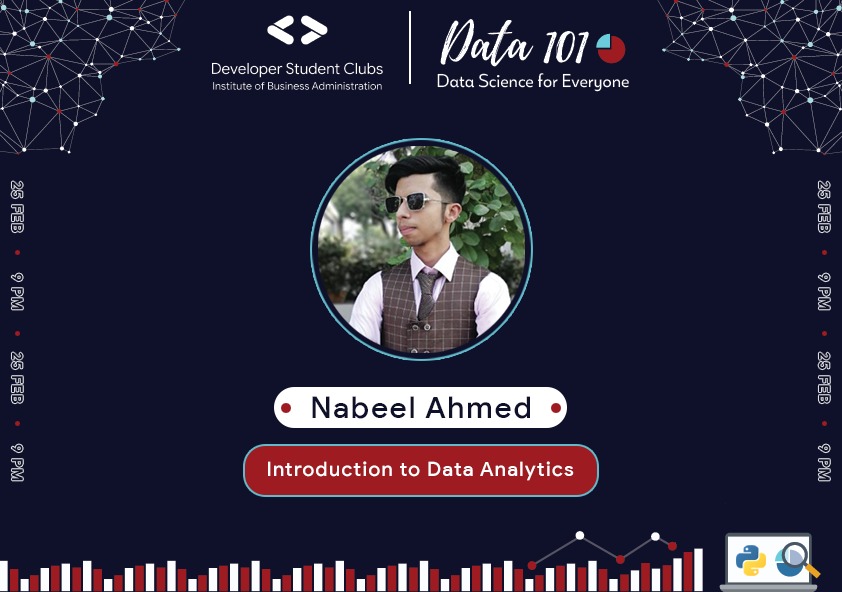 Developer Student Clubs
Institute of Business Administration
Data 101
Data Science for Everyone
25 FEB
9 PM
25 FEB
9 PM
25 FEB
9 PM
25 FEB
9 PM
Nabeel Ahmed
Introduction to Data Analytics